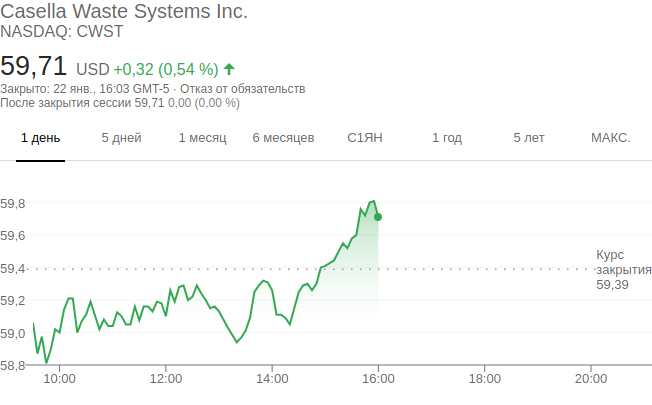 Casella Waste Systems Inc.
NASDAQ: CWST
59,71 USD +0,32 (0,54 %)
Закрыто: 22 янв., 16:03 GMT-5 · Отказ от обязательств
После закрытия сессии 59,71 0,00 (0,00 %)
1 день 5 дней 1 месяц 6 месяцев С1ЯН 1 год 5 лет МАКС.
59,8
59,6
59,4
59,2
59,0
58,8
Курс
закрытия
59,39
10:00 12:00 14:00 16:00 18:00 20:00